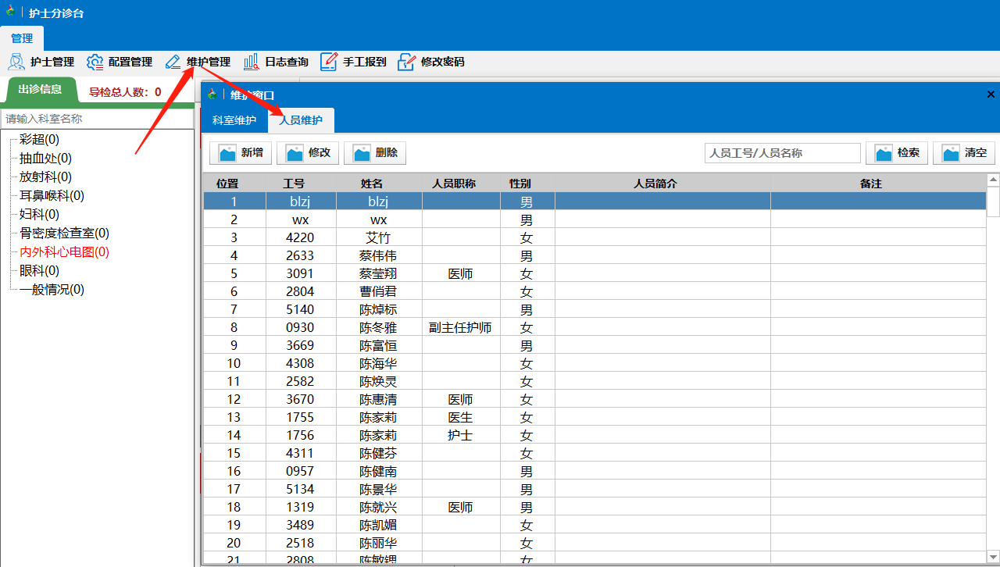 护士分诊台
管理
护士管理 配置管理 维护管理 日志查询 手工报到 修改密码
出诊信息 导检总人数：0
请输入科室名称
彩超(0)
抽血处(0)
放射科(0)
耳鼻喉科(0)
妇科(0)
骨密度检查室(0)
内外科心电图(0)
眼科(0)
一般情况(0)
维护窗口
科室维护 人员维护
新增 修改 删除 人员工号/人员名称 检索 清空
位置 工号 姓名 人员职称 性别 人员简介 备注
1 blzj blzj 男
2 wx wx 男
3 4220 艾竹 女
4 2633 蔡伟伟 男
5 3091 蔡莹翔 医师 女
6 2804 曹俏君 女
7 5140 陈焯标 男
8 0930 陈冬雅 副主任护师 女
9 3669 陈富恒 男
10 4308 陈海华 女
11 2582 陈焕灵 女
12 3670 陈惠清 医师 女
13 1755 陈家莉 医生 女
14 1756 陈家莉 护士 女
15 4311 陈健芬 女
16 0957 陈健南 男
17 5134 陈景华 男
18 1319 陈就兴 医师 男
19 3489 陈凯媚 女
20 2518 陈丽华 女
21 2808 陈敏锶 女